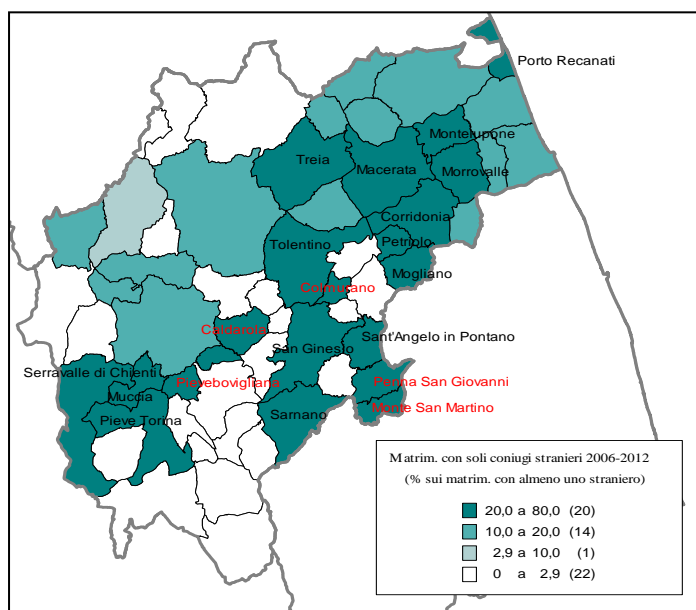 Porto Recanati
Montelupone
Treia
Macerata
Morrovalle
Corridonia
Tolentino
Petriolo
Mogliano
Colmurano
Caldarola
Sant'Angelo in Pontano
San Ginesio
Serravalle di Chienti
Pievebovigliana
Penna San Giovanni
Muccia
Monte San Martino
Pieve Torina
Sarnano
Matrim. con soli coniugi stranieri 2006-2012
(% sui matrim. con almeno uno straniero)
20,0 a 80,0 (20)
10,0 a 20,0 (14)
2,9 a 10,0 (1)
0 a 2,9 (22)